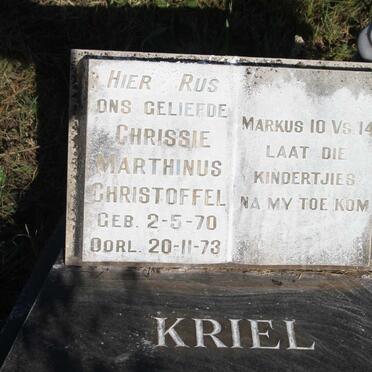 HIER RUS
ONS GELIEFDE
CHRISSIE
MARTHINUS
CHRISTOFFEL
GEB. 2-5-70
OORL. 20-11-73
MARKUS 10 VS 14
LAAT DIE
KINDERTJIES
NA MY TOE KOM
KRIEL